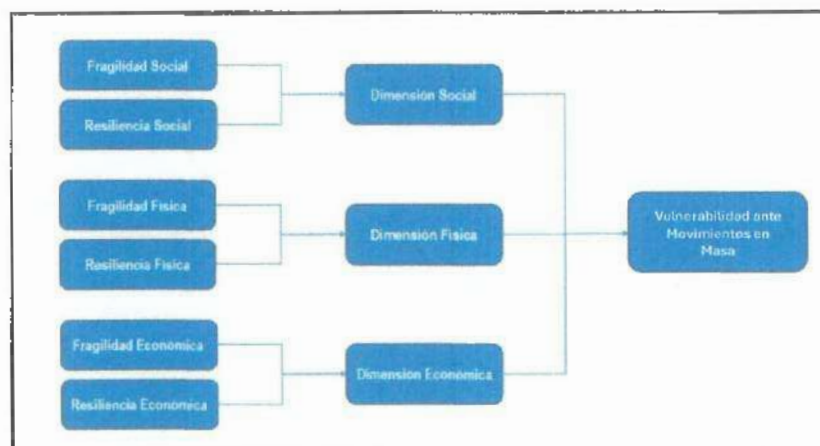 Fragilidad Social
Resiliencia Social
Dimensión Social
Fragilidad Física
Resiliencia Física
Dimensión Física
Vulnerabilidad ante
Movimientos en
Masa
Fragilidad Económica
Resiliencia Económica
Dimensión Económica